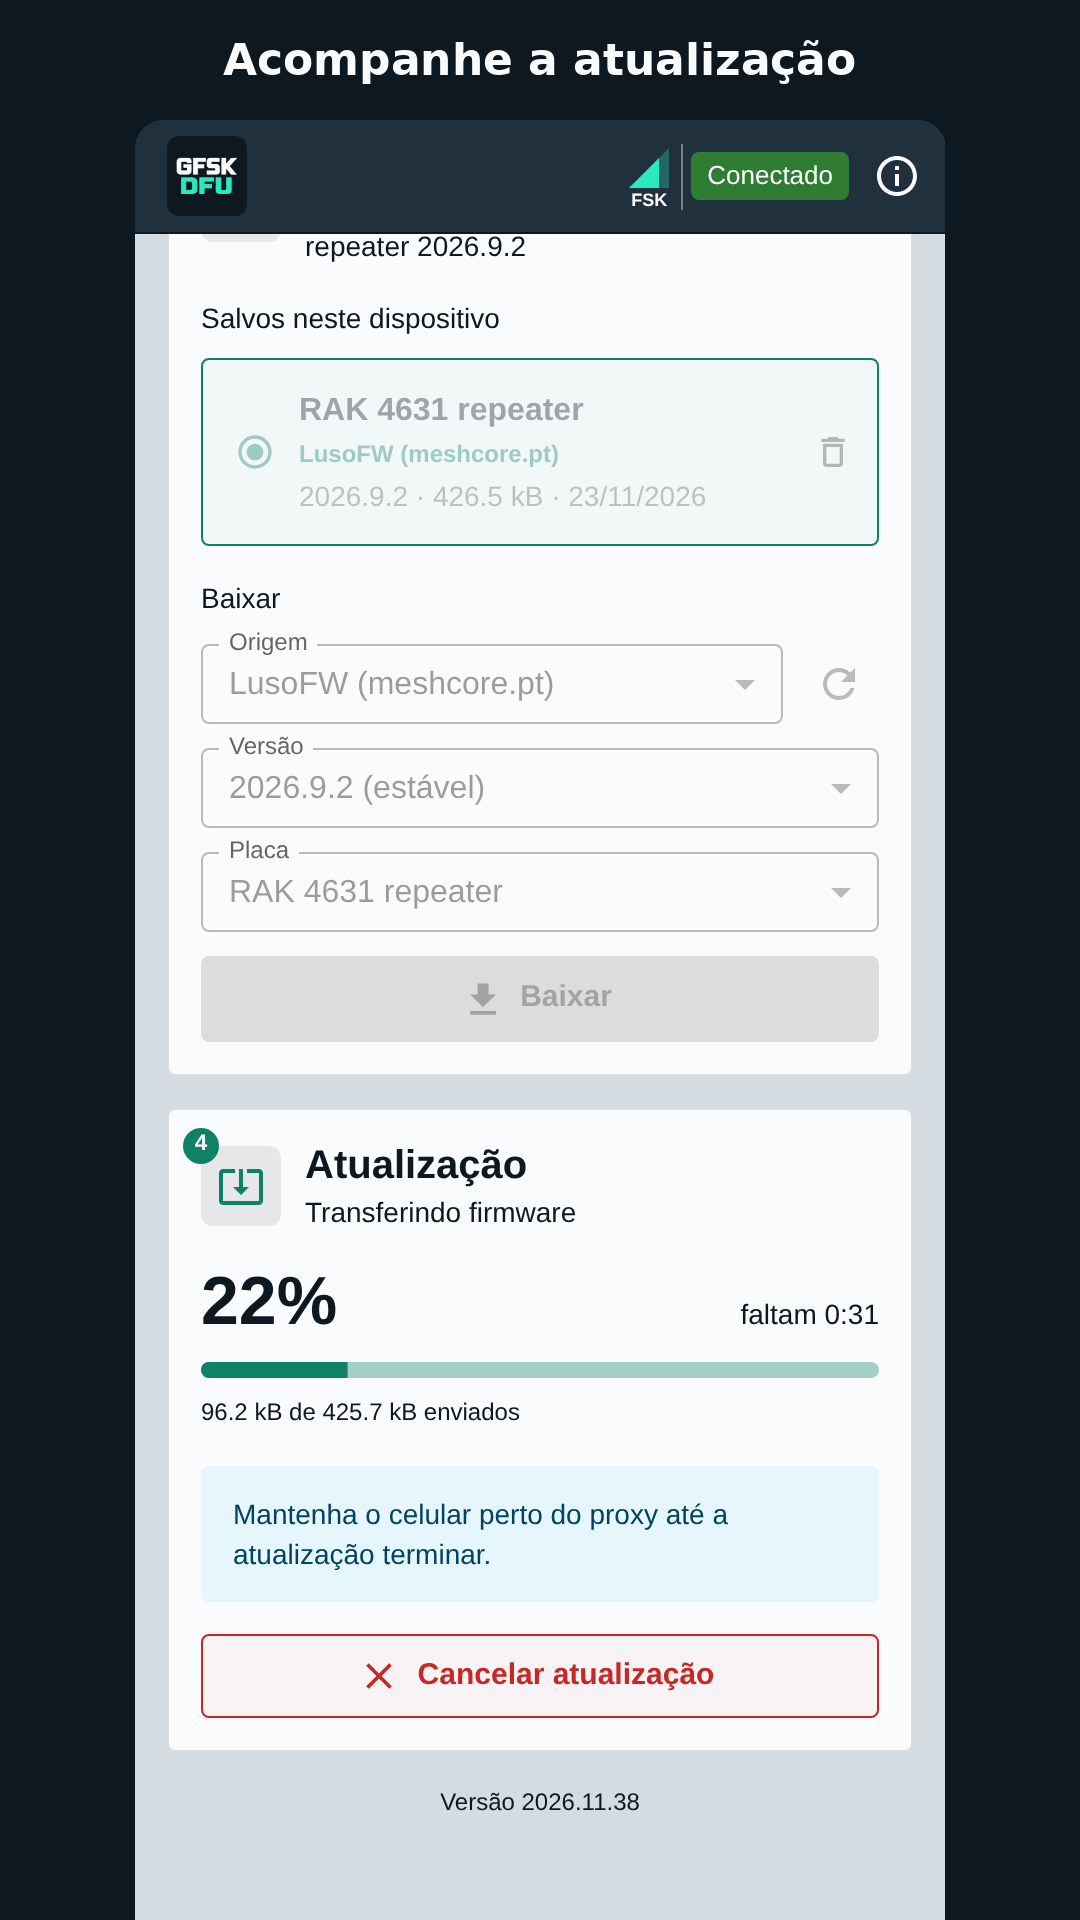 Acompanhe a atualização
GFSK
DFU
FSK
Conectado
repeater 2026.9.2
Salvos neste dispositivo
RAK 4631 repeater
LusoFW (meshcore.pt)
2026.9.2 · 426.5 kB · 23/11/2026
Baixar
Origem
LusoFW (meshcore.pt)
Versão
2026.9.2 (estável)
Placa
RAK 4631 repeater
Baixar
4
Atualização
Transferindo firmware
22%
faltam 0:31
96.2 kB de 425.7 kB enviados
Mantenha o celular perto do proxy até a
atualização terminar.
Cancelar atualização
Versão 2026.11.38